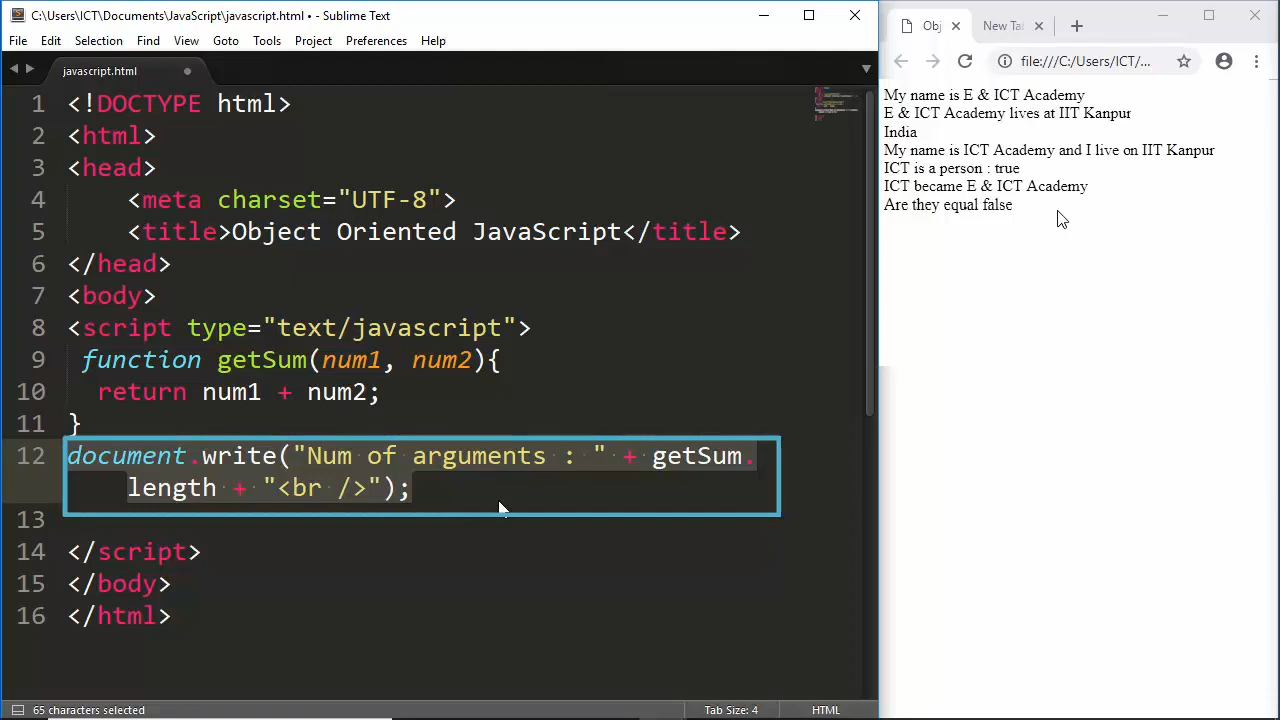 C:\Users\ICT\Documents\JavaScript\javascript.html • - Sublime Text
File Edit Selection Find View Goto Tools Project Preferences Help
javascript.html
1 <!DOCTYPE html>
2 <html>
3 <head>
4 <meta charset="UTF-8">
5 <title>Object Oriented JavaScript</title>
6 </head>
7 <body>
8 <script type="text/javascript">
9 function getSum(num1, num2){
10 return num1 + num2;
11 }
12 document.write("Num of arguments : " + getSum.
length + "<br />");
13
14 </script>
15 </body>
16 </html>
65 characters selected
Tab Size: 4
HTML
Obj
New Tal
file:///C:/Users/ICT/...
My name is E & ICT Academy
E & ICT Academy lives at IIT Kanpur
India
My name is ICT Academy and I live on IIT Kanpur
ICT is a person : true
ICT became E & ICT Academy
Are they equal false